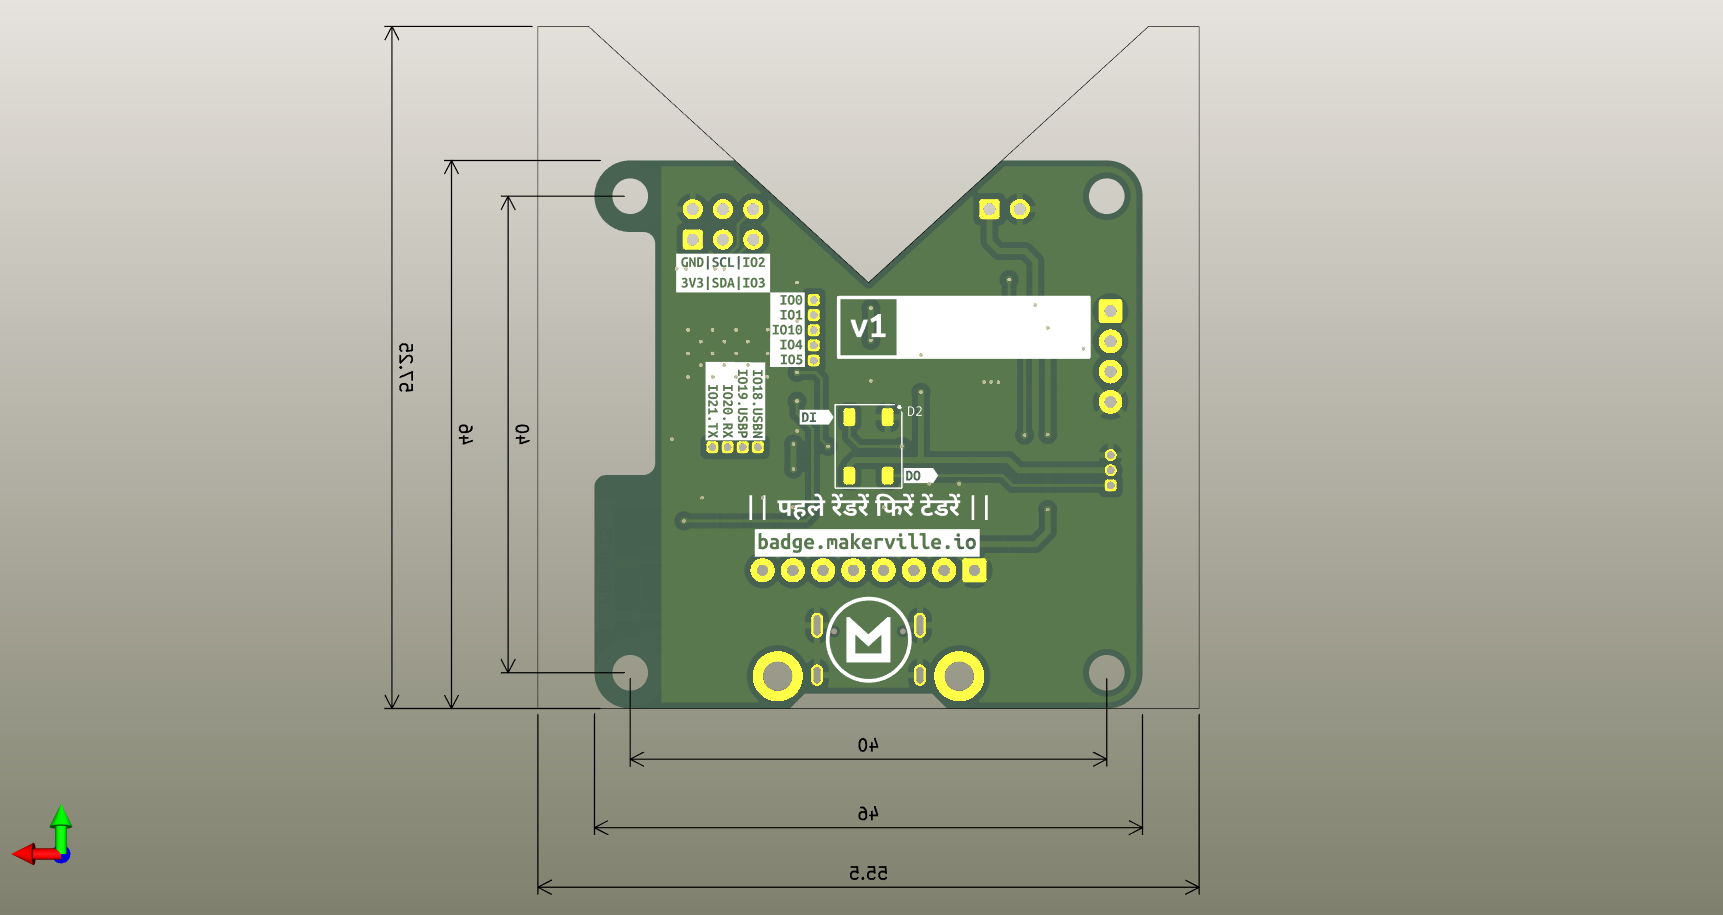 GND|SCL|IO2
3V3|SDA|IO3
IO0
IO1
IO10
IO4
IO5
v1
IO21.TX
IO20.RX
IO19.USBP
IO18.USBN
DI
D2
DO
|| पहले रेंडरें फिरें टेंडरें ||
badge.makerville.io
57.25
46
40
40
46
55.5